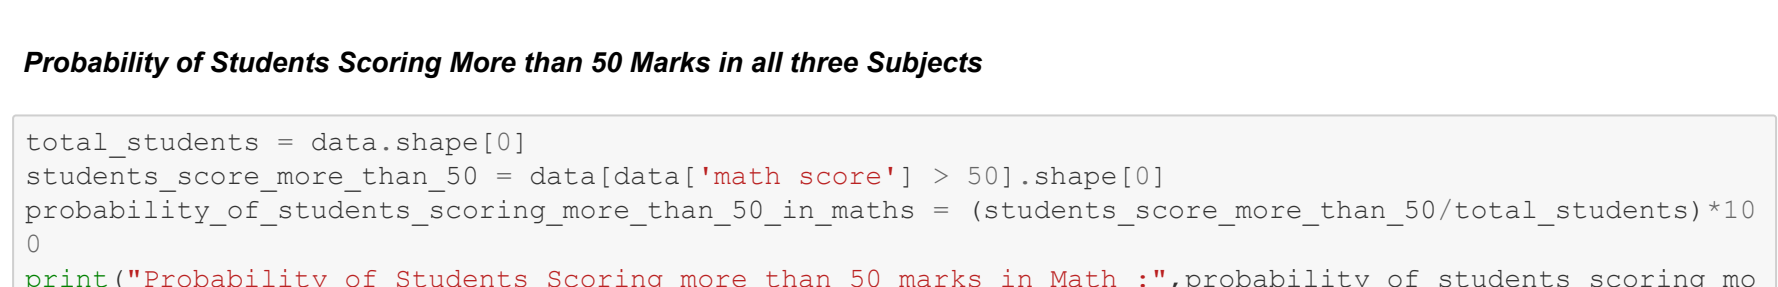 Probability of Students Scoring More than 50 Marks in all three Subjects
total_students = data.shape[0]
students_score_more_than_50 = data[data['math score'] > 50].shape[0]
probability_of_students_scoring_more_than_50_in_maths = (students_score_more_than_50/total_students)*10
0
print("Probability of Students Scoring more than 50 marks in Math :",probability_of_students_scoring_mo